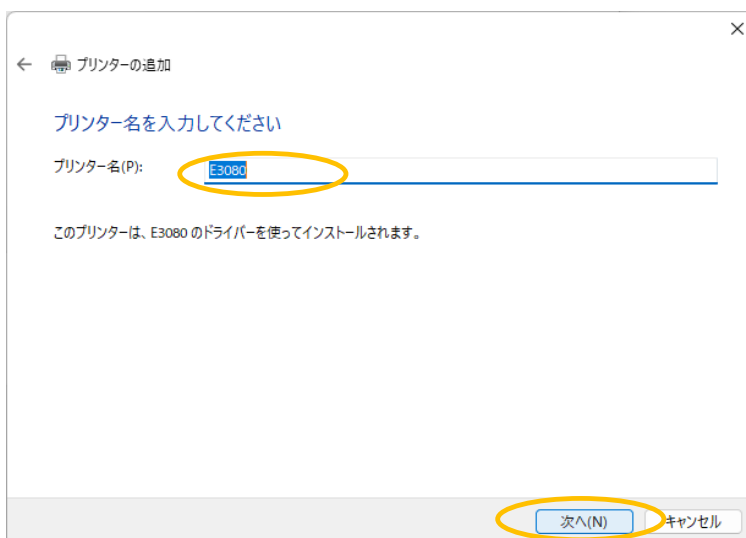 プリンターの追加
プリンター名を入力してください
プリンター名(P): E3080
このプリンターは、E3080 のドライバーを使ってインストールされます。
次へ(N) キャンセル